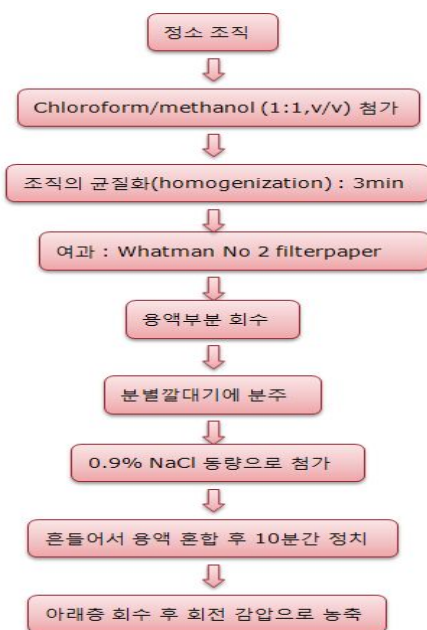 정소 조직
Chloroform/methanol (1:1,v/v) 첨가
조직의 균질화(homogenization) : 3min
여과 : Whatman No 2 filterpaper
용액부분 회수
분별깔대기에 분주
0.9% NaCl 동량으로 첨가
흔들어서 용액 혼합 후 10분간 정치
아래층 회수 후 회전 감압으로 농축